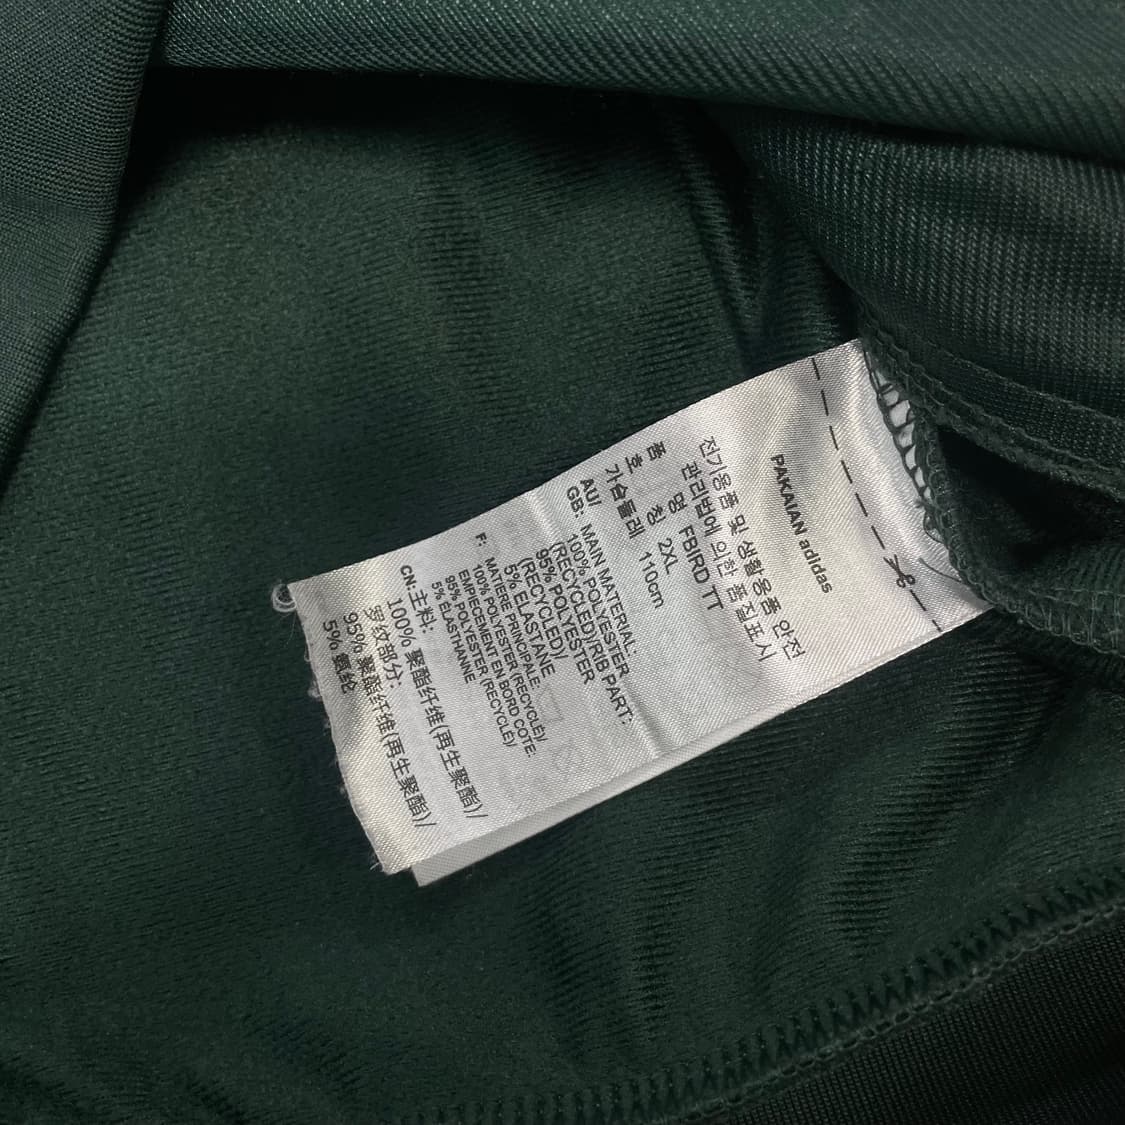 PAKAIAN adidas
전기용품 및 생활용품 안전
관리법에 의한 품질표시
품 명 FBIRD TT
호 칭 2XL
가슴둘레 110cm
AU/
GB: MAIN MATERIAL:
100% POLYESTER
(RECYCLED)/RIB PART:
95% POLYESTER
(RECYCLED)/
5% ELASTANE
F: MATIÈRE PRINCIPALE:
100% POLYESTER (RECYCLÉ)/
EMPIECEMENT EN BORD COTE:
95% POLYESTER (RECYCLÉ)/
5% ÉLASTHANNE
CN:主料:
100% 聚酯纤维(再生聚酯)/
罗纹部分:
95% 聚酯纤维(再生聚酯)/
5% 氨纶